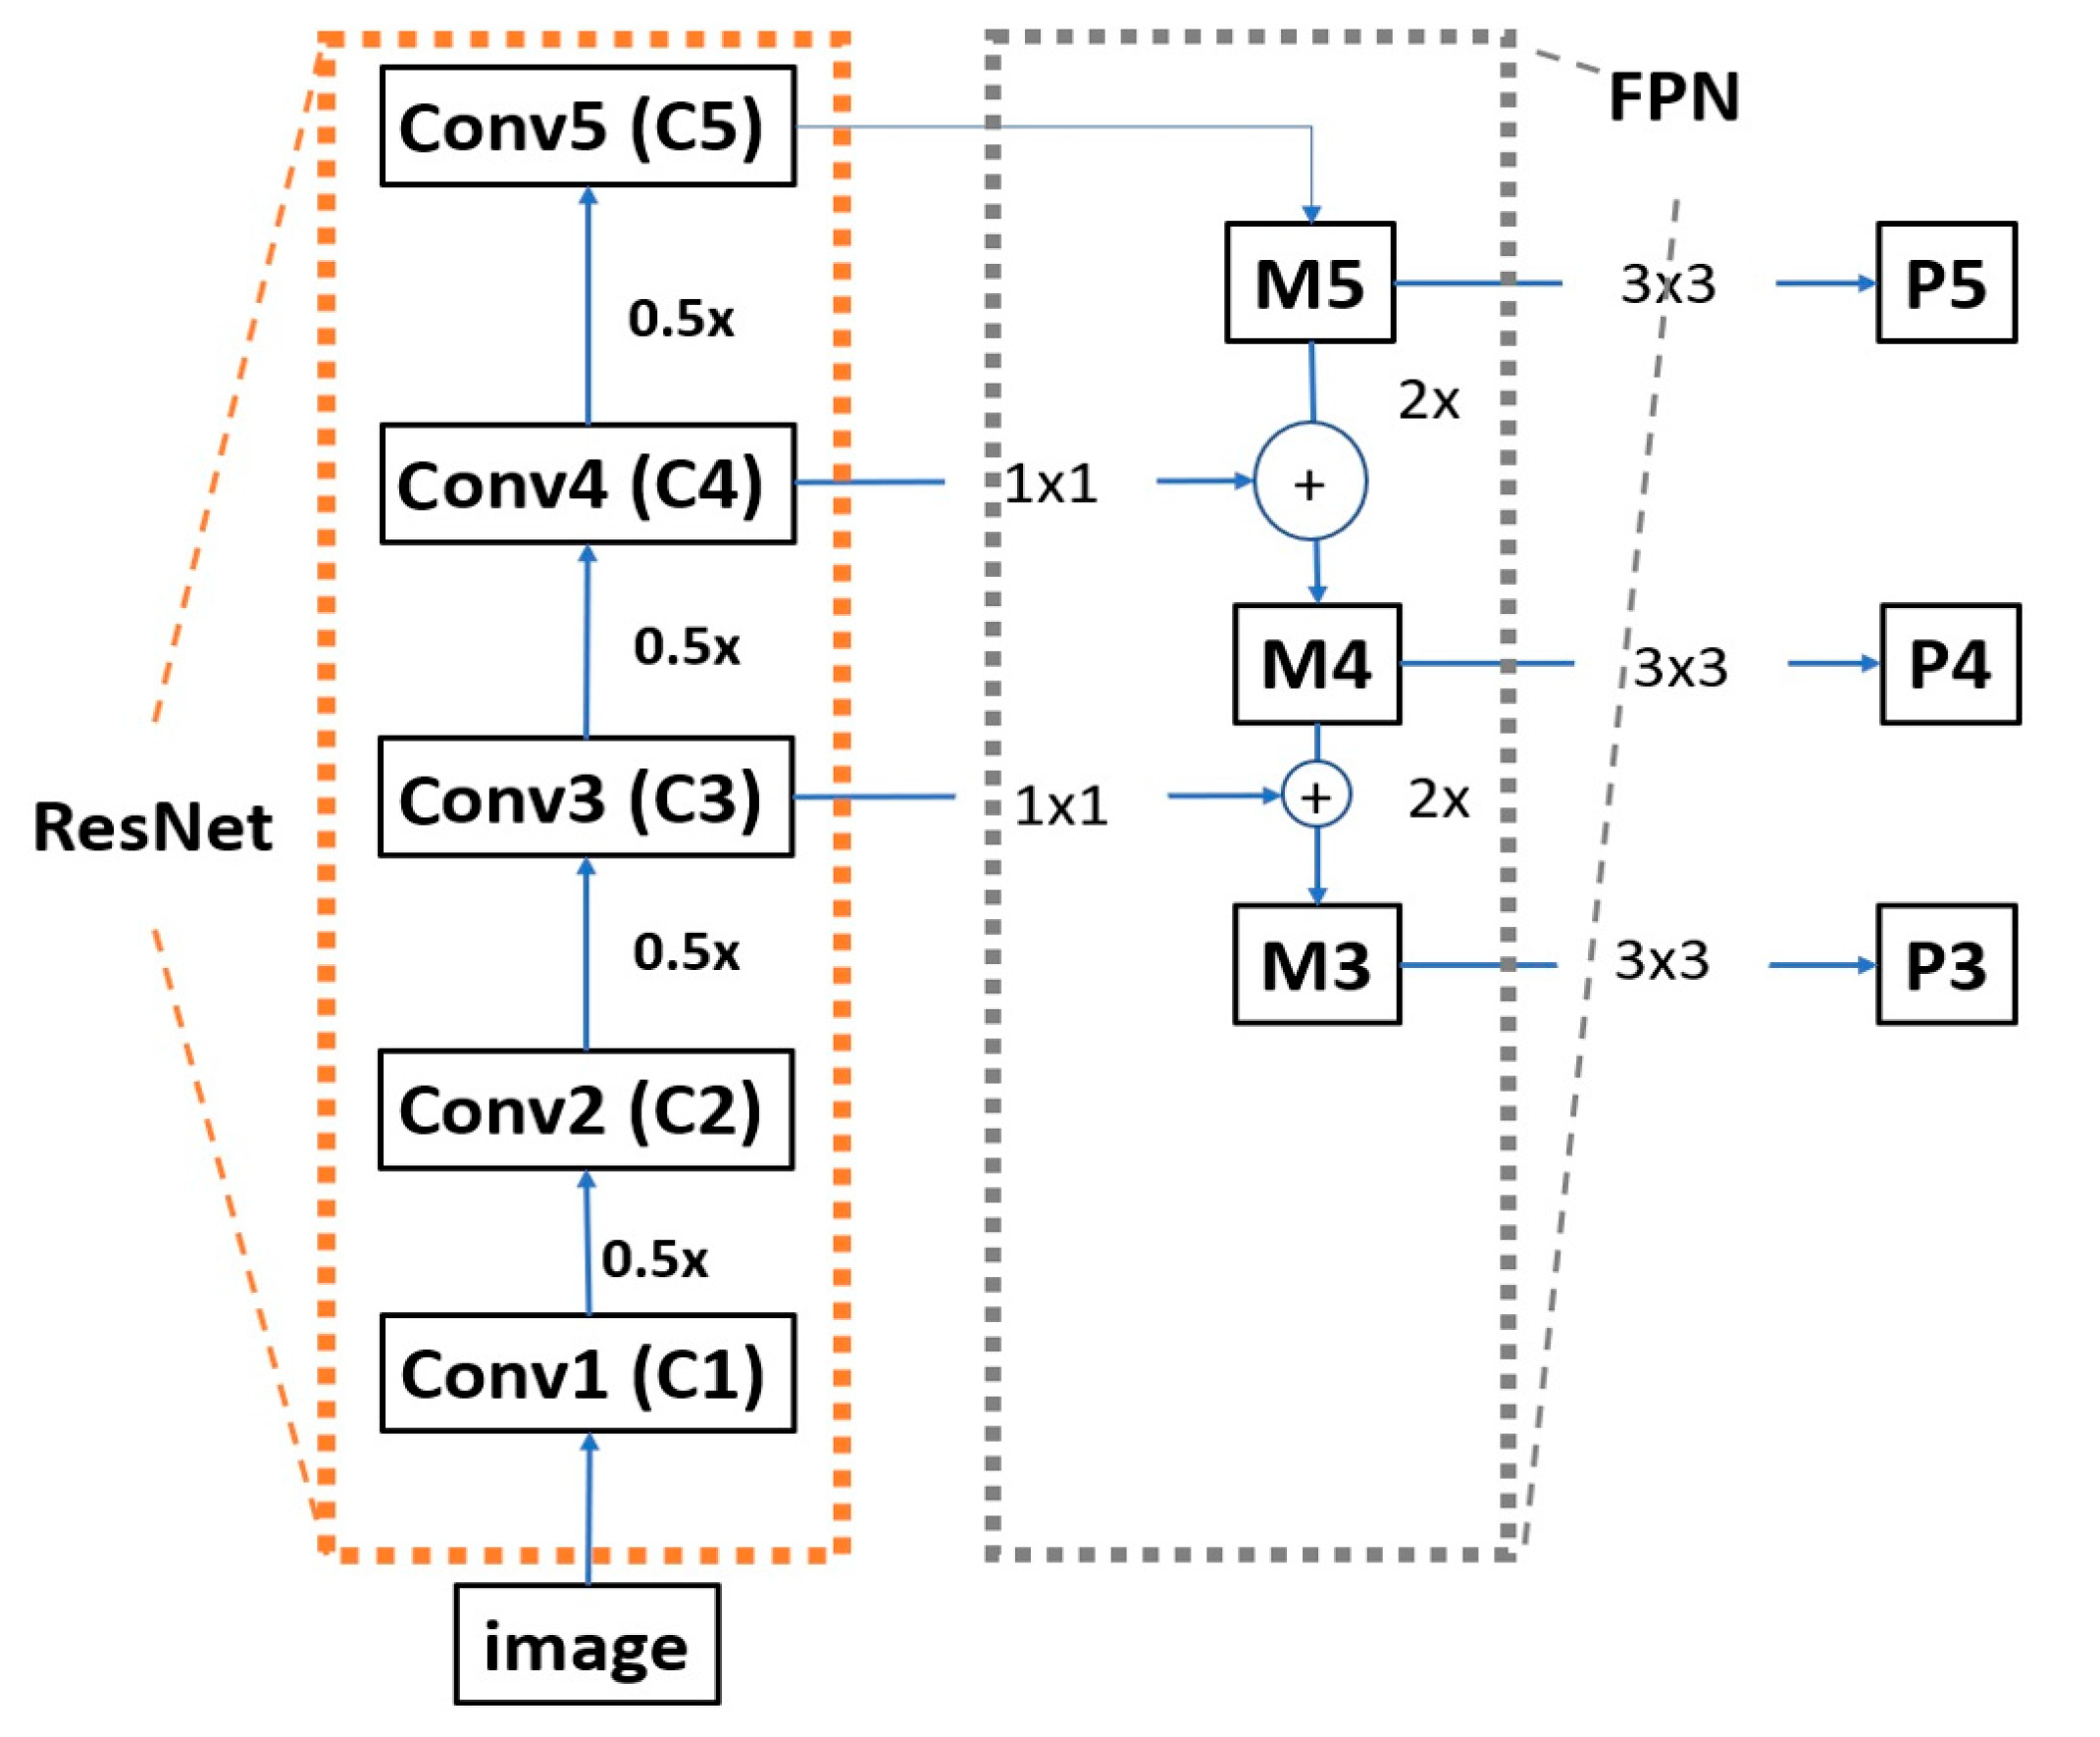 FPN
Conv5 (C5)
M5
3x3
P5
0.5x
2x
Conv4 (C4)
1x1
+
0.5x
M4
3x3
P4
ResNet
Conv3 (C3)
1x1
+
2x
0.5x
M3
3x3
P3
Conv2 (C2)
0.5x
Conv1 (C1)
image